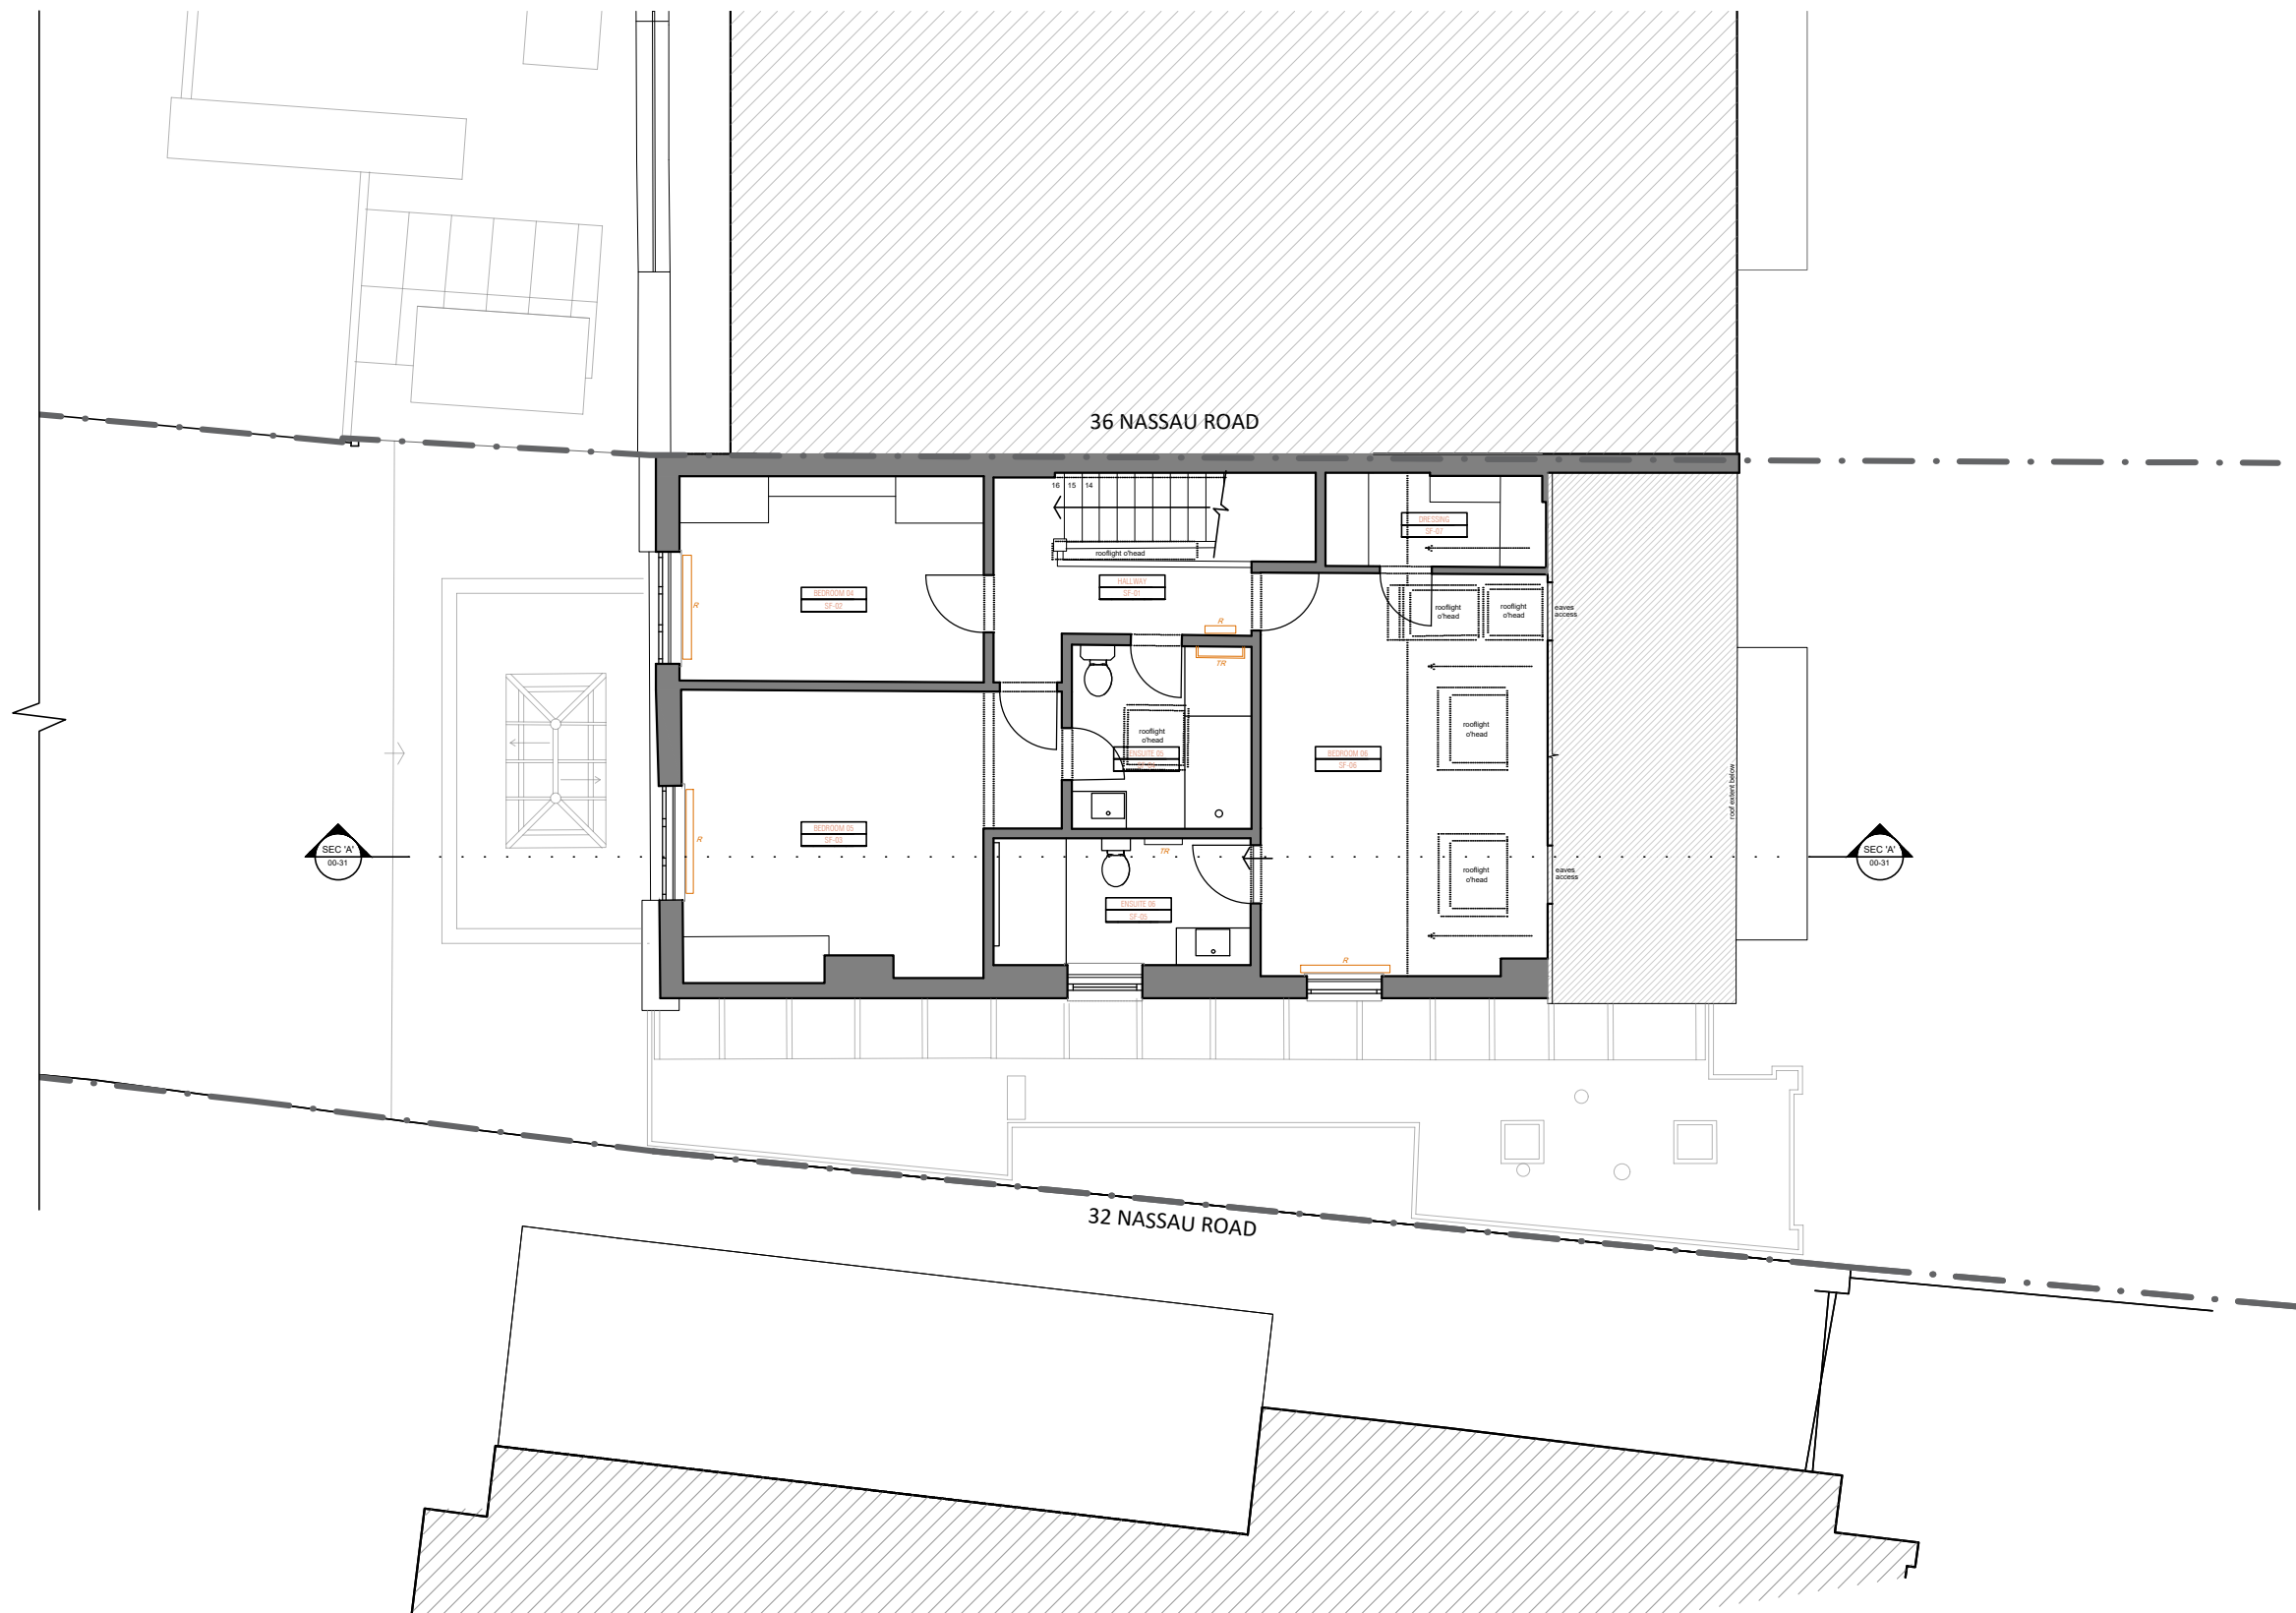 36 NASSAU ROAD
16 15 14
rooflight o'head
DRESSING
SF-07
HALLWAY
SF-01
BEDROOM 04
SF-02
R
R
TR
rooflight
o'head
rooflight
o'head
eaves
access
rooflight
o'head
ENSUITE 05
BEDROOM 06
SF-06
rooflight
o'head
roof extent below
BEDROOM 05
SF-03
R
SEC 'A'
00-31
TR
SEC 'A'
00-31
rooflight
o'head
eaves
access
ENSUITE 06
SF-05
R
32 NASSAU ROAD